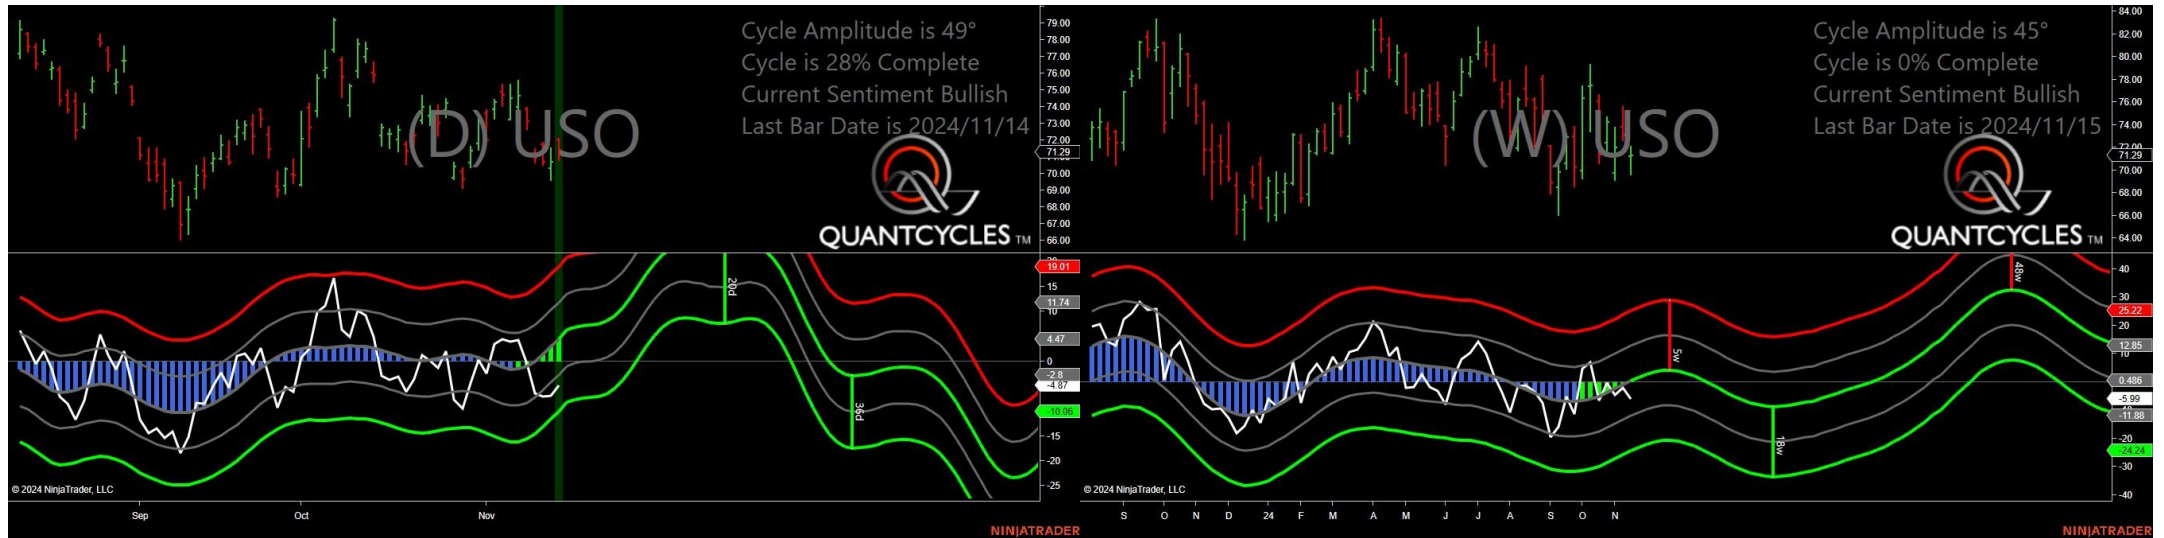 Cycle Amplitude is 49°
Cycle is 28% Complete
Current Sentiment Bullish
Last Bar Date is 2024/11/14
(D) USO
QUANTCYCLES TM
79.00
78.00
77.00
76.00
75.00
74.00
73.00
72.00
71.29
70.00
69.00
68.00
67.00
66.00
19.01
15
11.74
10
4.47
0
-2.8
-4.87
-10.06
-15
-20
-25
20d
36d
© 2024 NinjaTrader, LLC
Sep
Oct
Nov
NINJATRADER
Cycle Amplitude is 45°
Cycle is 0% Complete
Current Sentiment Bullish
Last Bar Date is 2024/11/15
(W) USO
QUANTCYCLES TM
84.00
82.00
80.00
78.00
76.00
74.00
72.00
71.29
70.00
68.00
66.00
64.00
40
30
25.22
20
12.85
10
0.486
-5.99
-11.88
-20
-24.24
-30
-40
5w
18w
48w
© 2024 NinjaTrader, LLC
S O N D 24 F M A M J J A S O N
NINJATRADER